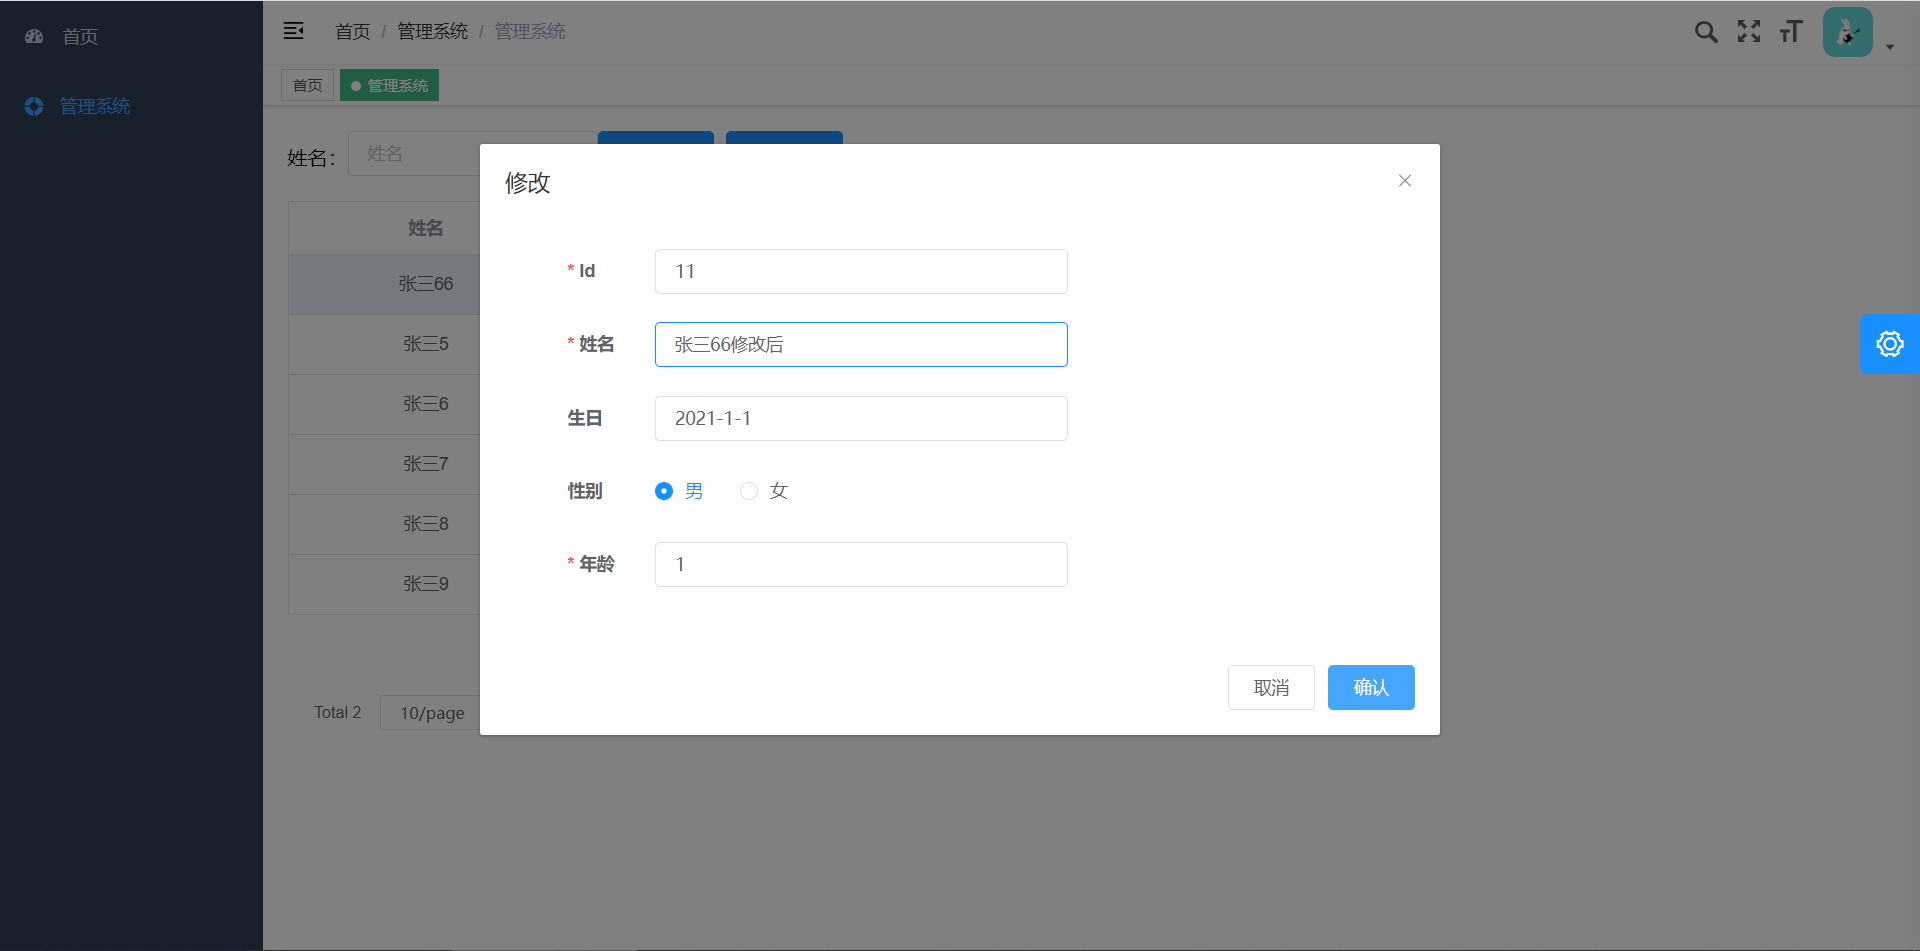 首页
管理系统
首页 / 管理系统 / 管理系统
首页
管理系统
姓名：
姓名
姓名
张三66
张三5
张三6
张三7
张三8
张三9
Total 2
10/page
修改
* Id
11
* 姓名
张三66修改后
生日
2021-1-1
性别
男
女
* 年龄
1
取消
确认